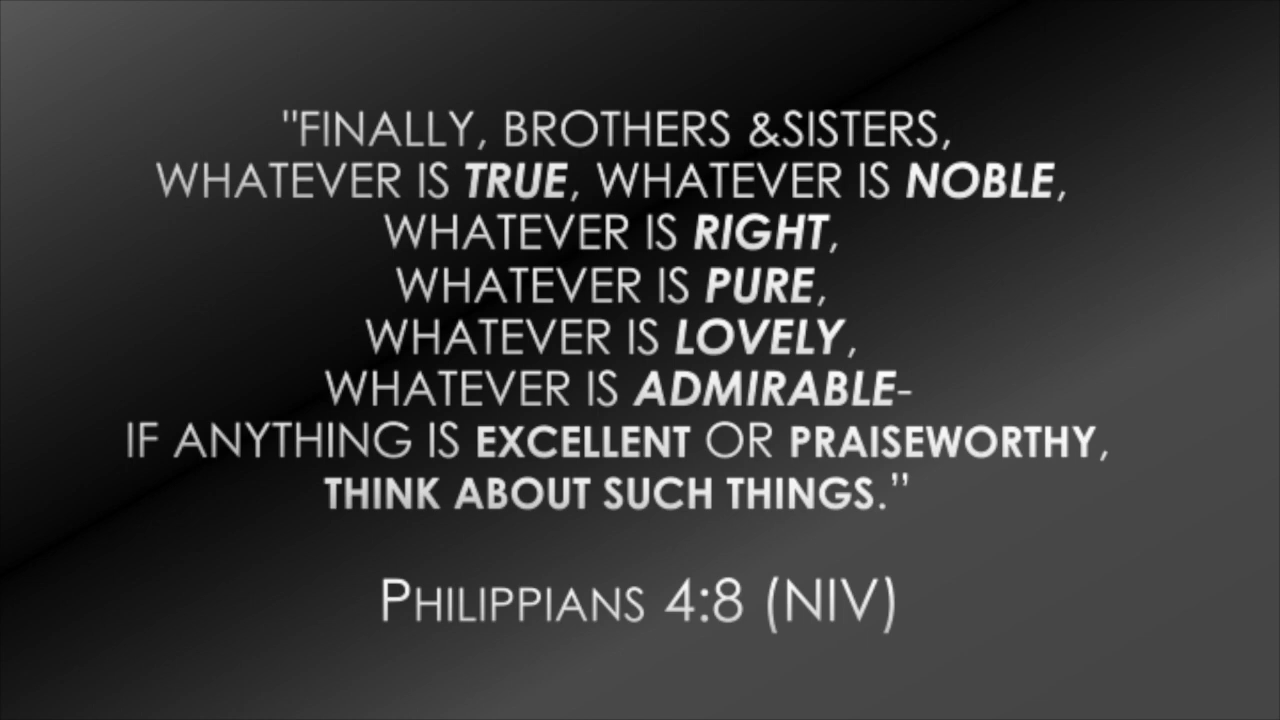 "FINALLY, BROTHERS &SISTERS,
WHATEVER IS TRUE, WHATEVER IS NOBLE,
WHATEVER IS RIGHT,
WHATEVER IS PURE,
WHATEVER IS LOVELY,
WHATEVER IS ADMIRABLE-
IF ANYTHING IS EXCELLENT OR PRAISEWORTHY,
THINK ABOUT SUCH THINGS.”
PHILIPPIANS 4:8 (NIV)